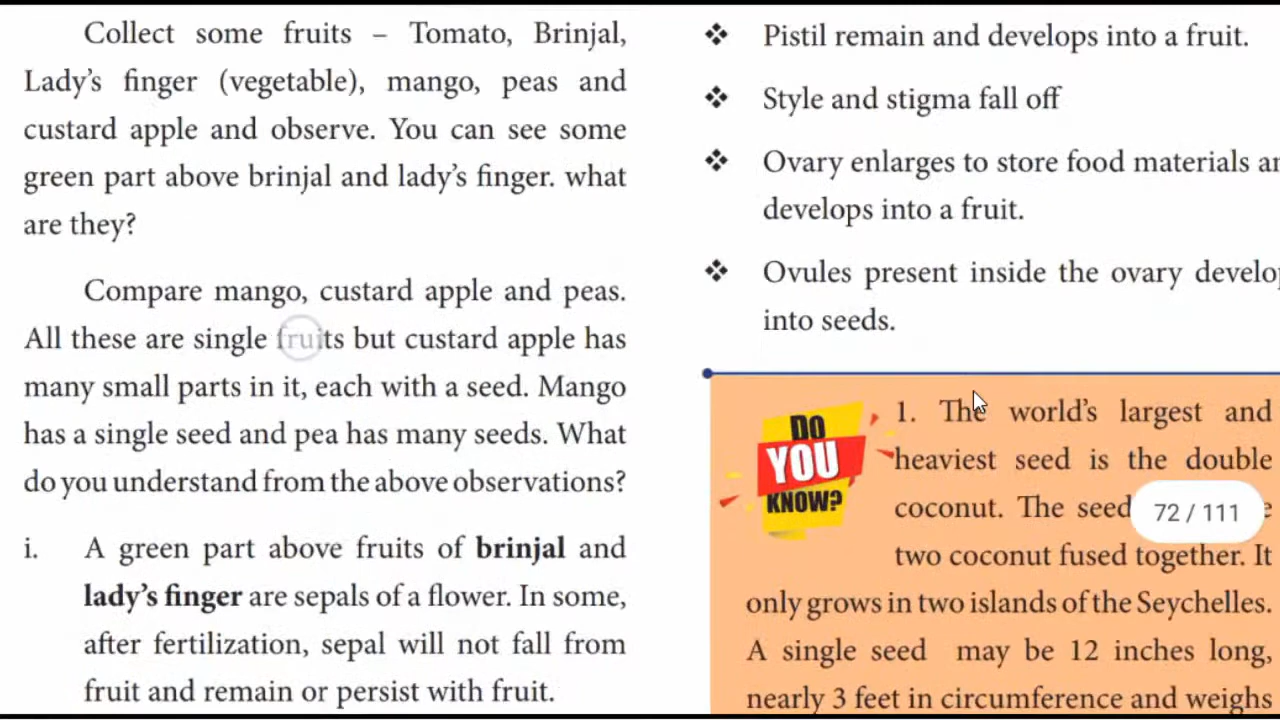 Collect some fruits – Tomato, Brinjal,
Lady's finger (vegetable), mango, peas and
custard apple and observe. You can see some
green part above brinjal and lady's finger. what
are they?
Compare mango, custard apple and peas.
All these are single fruits but custard apple has
many small parts in it, each with a seed. Mango
has a single seed and pea has many seeds. What
do you understand from the above observations?
i. A green part above fruits of brinjal and
lady's finger are sepals of a flower. In some,
after fertilization, sepal will not fall from
fruit and remain or persist with fruit.
❖ Pistil remain and develops into a fruit.
❖ Style and stigma fall off
❖ Ovary enlarges to store food materials
develops into a fruit.
❖ Ovules present inside the ovary
into seeds.
DO
YOU
KNOW?
1. The world's largest and
heaviest seed is the double
coconut. The seed
two coconut fused together. It
only grows in two islands of the Seychelles.
A single seed may be 12 inches long,
nearly 3 feet in circumference and weighs
72 / 111